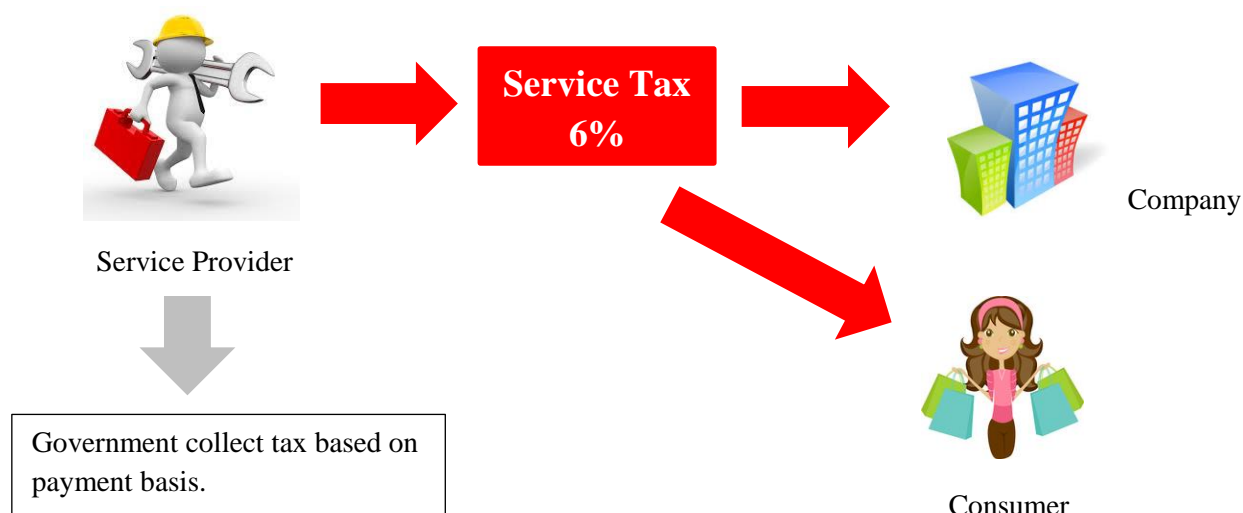 Service Tax
6%
Company
Service Provider
Government collect tax based on
payment basis.
Consumer